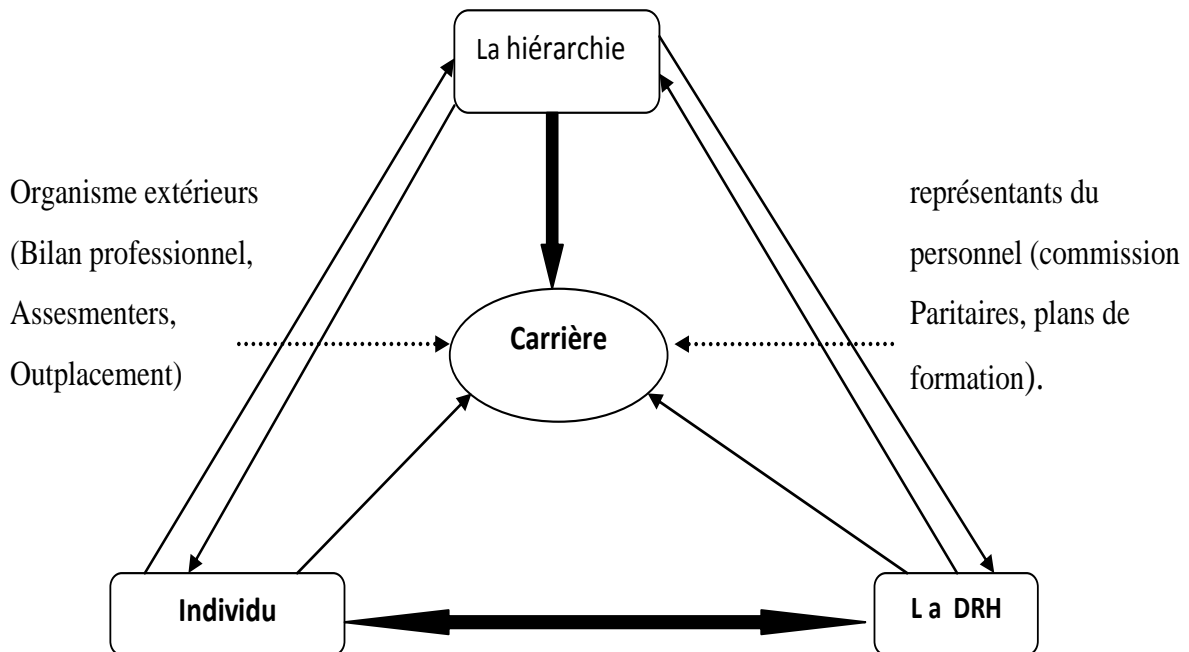 La hiérarchie
Organisme extérieurs
(Bilan professionnel,
Assesmenters,
Outplacement)
représentants du
personnel (commission
Paritaires, plans de
formation).
Carrière
Individu
L a DRH